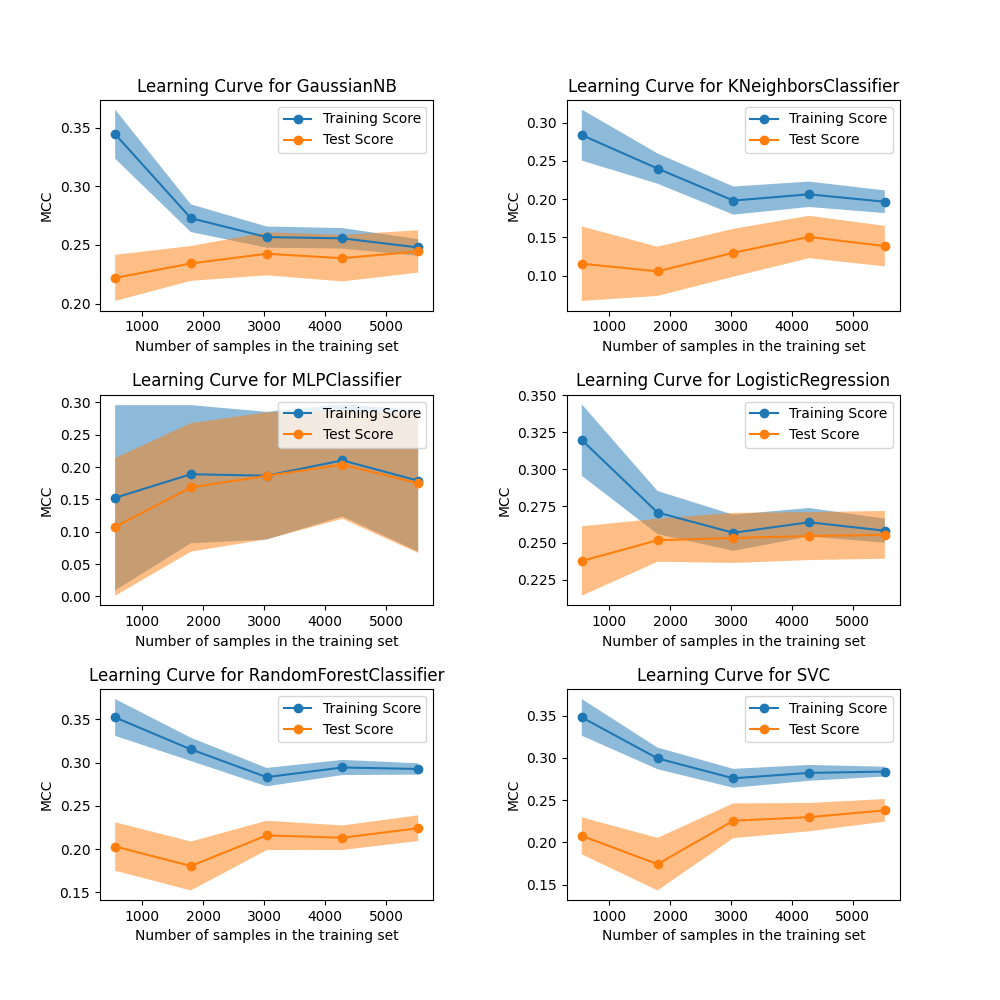 Learning Curve for GaussianNB
0.35
0.30
0.25
0.20
MCC
Training Score
Test Score
1000 2000 3000 4000 5000
Number of samples in the training set
Learning Curve for KNeighborsClassifier
0.30
0.25
0.20
0.15
0.10
MCC
Training Score
Test Score
1000 2000 3000 4000 5000
Number of samples in the training set
Learning Curve for MLPClassifier
0.30
0.25
0.20
0.15
0.10
0.05
0.00
MCC
Training Score
Test Score
1000 2000 3000 4000 5000
Number of samples in the training set
Learning Curve for LogisticRegression
0.350
0.325
0.300
0.275
0.250
0.225
MCC
Training Score
Test Score
1000 2000 3000 4000 5000
Number of samples in the training set
Learning Curve for RandomForestClassifier
0.35
0.30
0.25
0.20
0.15
MCC
Training Score
Test Score
1000 2000 3000 4000 5000
Number of samples in the training set
Learning Curve for SVC
0.35
0.30
0.25
0.20
0.15
MCC
Training Score
Test Score
1000 2000 3000 4000 5000
Number of samples in the training set